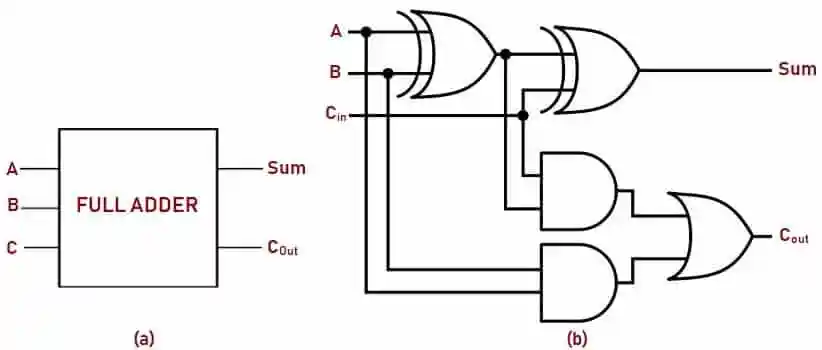 A
B
C
FULL ADDER
Sum
COut
(a)
A
B
Cin
Sum
Cout
(b)